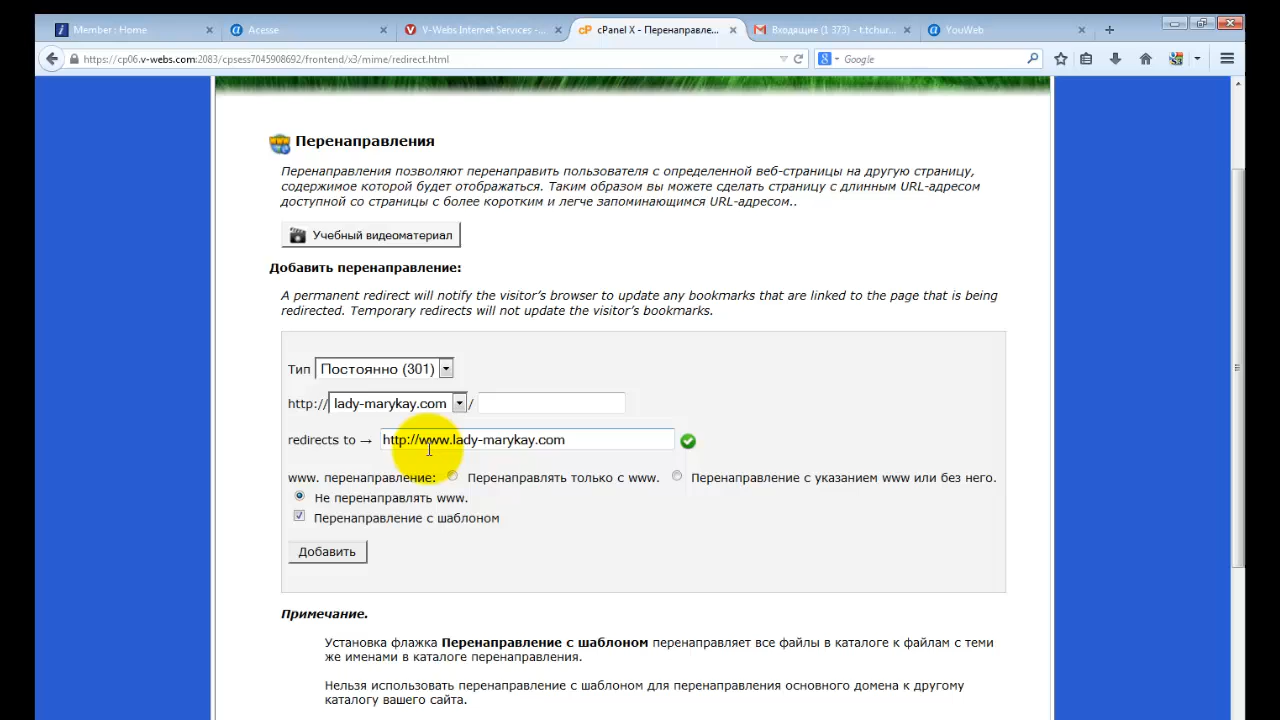 Member : Home
Acesse
V-Webs Internet Services -...
cPanel X - Перенаправле...
Входящие (1 373) - t.tchur...
YouWeb
https://cp06.v-webs.com:2083/cpsess7045908692/frontend/x3/mime/redirect.html
Google
Перенаправления
Перенаправления позволяют перенаправить пользователя с определенной веб-страницы на другую страницу,
содержимое которой будет отображаться. Таким образом вы можете сделать страницу с длинным URL-адресом
доступной со страницы с более коротким и легче запоминающимся URL-адресом..
Учебный видеоматериал
Добавить перенаправление:
A permanent redirect will notify the visitor's browser to update any bookmarks that are linked to the page that is being
redirected. Temporary redirects will not update the visitor's bookmarks.
Тип Постоянно (301)
http:// lady-marykay.com /
redirects to → http://www.lady-marykay.com
www. перенаправление: Перенаправлять только с www. Перенаправление с указанием www или без него.
Не перенаправлять www.
Перенаправление с шаблоном
Добавить
Примечание.
Установка флажка Перенаправление с шаблоном перенаправляет все файлы в каталоге к файлам с теми
же именами в каталоге перенаправления.
Нельзя использовать перенаправление с шаблоном для перенаправления основного домена к другому
каталогу вашего сайта.